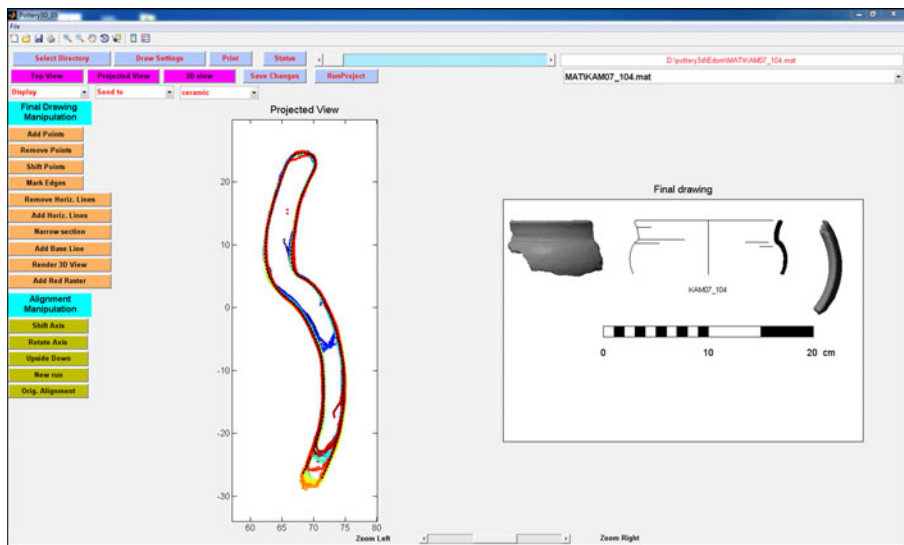 Pottery3D_05
File
Select Directory Draw Settings Print Status
D:\pottery3d\Edom\MAT\KAM07_104.mat
Top View Projected View 3D view Save Changes RunProject
MAT\KAM07_104.mat
Display Send to ceramic
Final Drawing
Manipulation
Add Points
Remove Points
Shift Points
Mark Edges
Remove Horiz. Lines
Add Horiz. Lines
Narrow section
Add Base Line
Render 3D View
Add Red Raster
Alignment
Manipulation
Shift Axis
Rotate Axis
Upside Down
New run
Orig. Alignment
Projected View
20
10
0
-10
-20
-30
60 65 70 75 80
Zoom Left Zoom Right
Final drawing
KAM07_104
0 10 20 cm